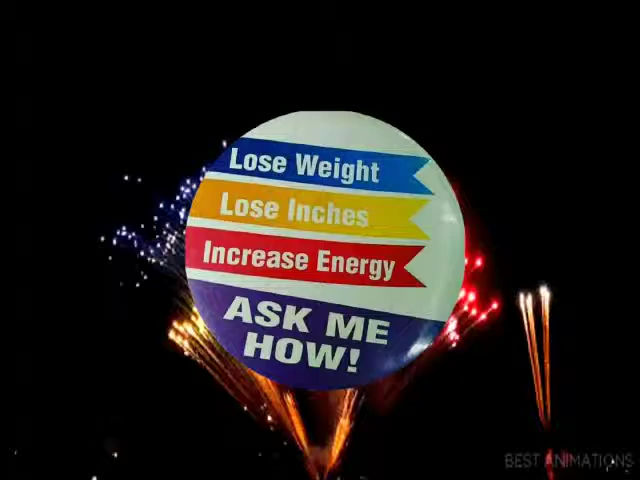 Lose Weight
Lose Inches
Increase Energy
ASK ME
HOW!
BEST ANIMATIONS